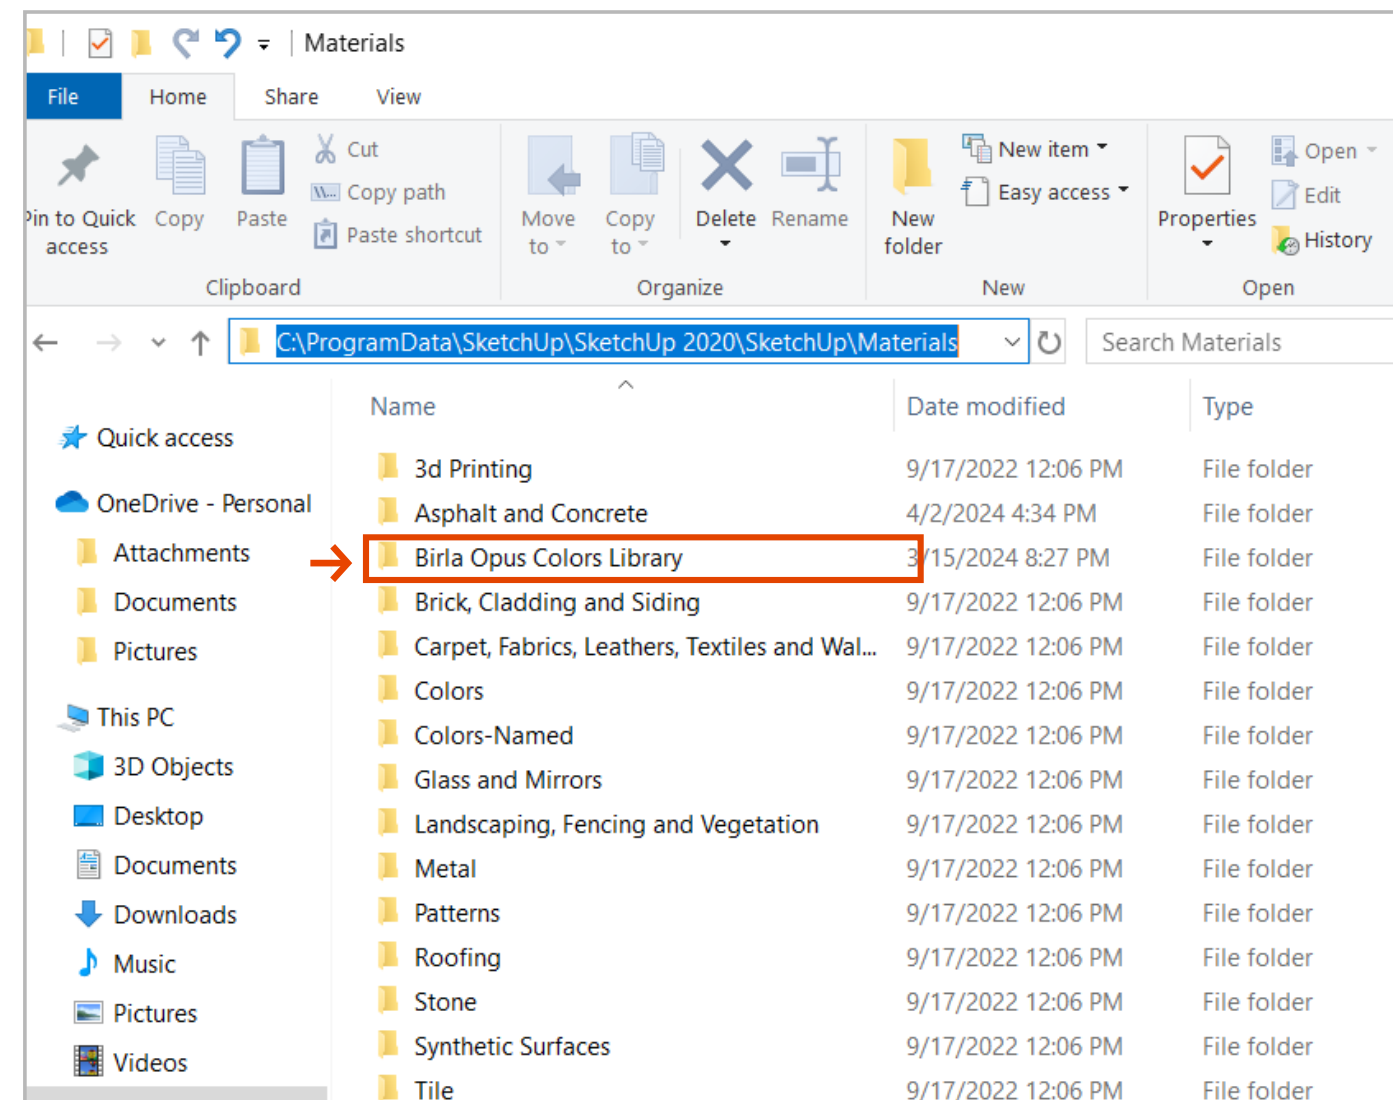 Materials
File Home Share View
Pin to Quick access
Copy
Paste
Cut
Copy path
Paste shortcut
Clipboard
Move to
Copy to
Delete
Rename
Organize
New folder
New item
Easy access
New
Properties
Open
Edit
History
Open
C:\ProgramData\SketchUp\SketchUp 2020\SketchUp\Materials
Search Materials
Quick access
OneDrive - Personal
Attachments
Documents
Pictures
This PC
3D Objects
Desktop
Documents
Downloads
Music
Pictures
Videos
Name Date modified Type
3d Printing 9/17/2022 12:06 PM File folder
Asphalt and Concrete 4/2/2024 4:34 PM File folder
Birla Opus Colors Library 3/15/2024 8:27 PM File folder
Brick, Cladding and Siding 9/17/2022 12:06 PM File folder
Carpet, Fabrics, Leathers, Textiles and Wal... 9/17/2022 12:06 PM File folder
Colors 9/17/2022 12:06 PM File folder
Colors-Named 9/17/2022 12:06 PM File folder
Glass and Mirrors 9/17/2022 12:06 PM File folder
Landscaping, Fencing and Vegetation 9/17/2022 12:06 PM File folder
Metal 9/17/2022 12:06 PM File folder
Patterns 9/17/2022 12:06 PM File folder
Roofing 9/17/2022 12:06 PM File folder
Stone 9/17/2022 12:06 PM File folder
Synthetic Surfaces 9/17/2022 12:06 PM File folder
Tile 9/17/2022 12:06 PM File folder